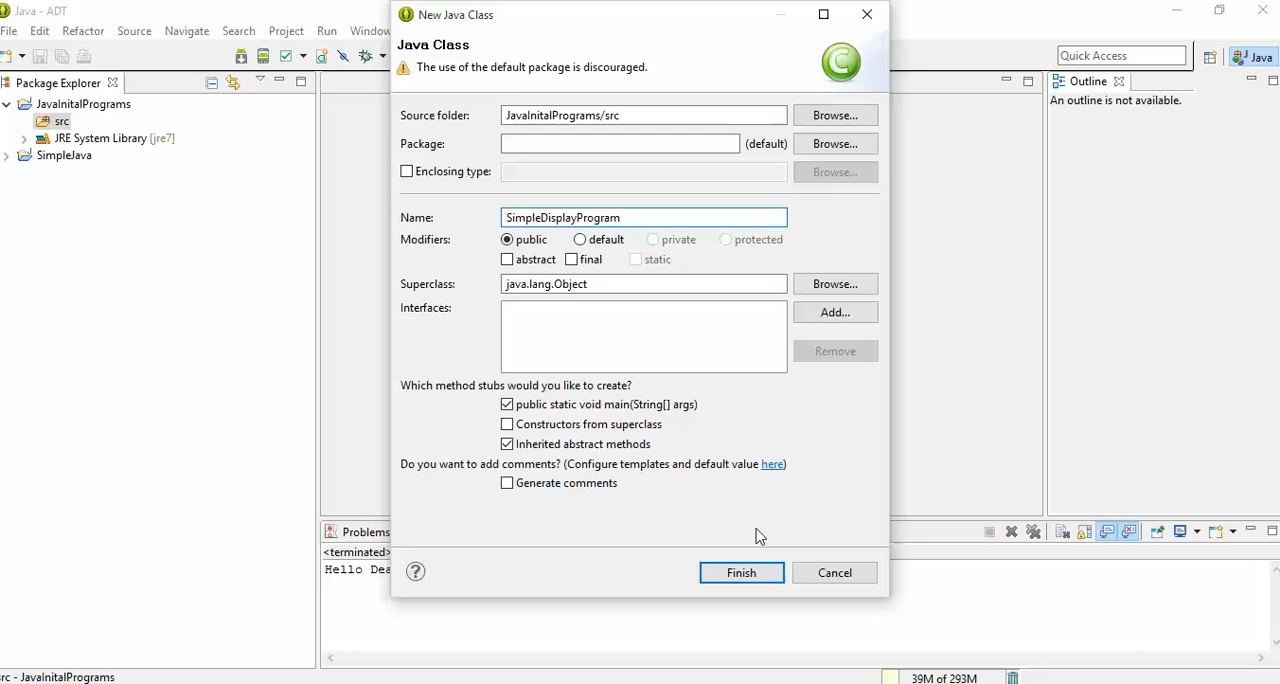 Java - ADT
File Edit Refactor Source Navigate Search Project Run Window
Quick Access
Java
Package Explorer
JavaInitalPrograms
src
JRE System Library [jre7]
SimpleJava
New Java Class
Java Class
The use of the default package is discouraged.
Source folder: JavaInitalPrograms/src Browse...
Package: (default) Browse...
Enclosing type: Browse...
Name: SimpleDisplayProgram
Modifiers: public default private protected
abstract final static
Superclass: java.lang.Object Browse...
Interfaces: Add...
Remove
Which method stubs would you like to create?
public static void main(String[] args)
Constructors from superclass
Inherited abstract methods
Do you want to add comments? (Configure templates and default value here)
Generate comments
? Finish Cancel
Outline
An outline is not available.
Problems
<terminated>
Hello Dea
src - JavaInitalPrograms
39M of 293M